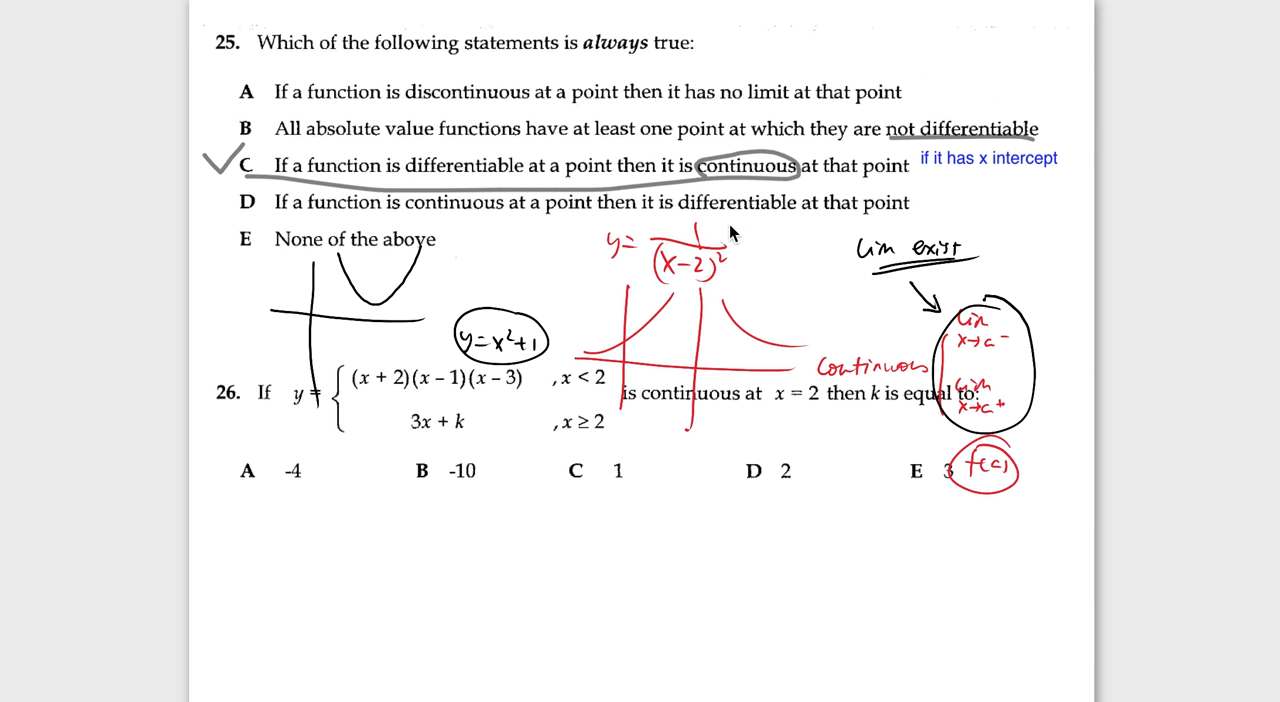 25. Which of the following statements is always true:
A If a function is discontinuous at a point then it has no limit at that point
B All absolute value functions have at least one point at which they are not differentiable
C If a function is differentiable at a point then it is continuous at that point if it has x intercept
D If a function is continuous at a point then it is differentiable at that point
E None of the above
y = 1
(x-2)²
lim exist
y=x²+1
lim
x→a⁻
continuous
lim
x→a⁺
26. If y = { (x + 2)(x – 1)(x – 3) , x < 2
is continuous at x = 2 then k is equal to:
3x + k , x ≥ 2
A -4 B -10 C 1 D 2 E 3
f(a)